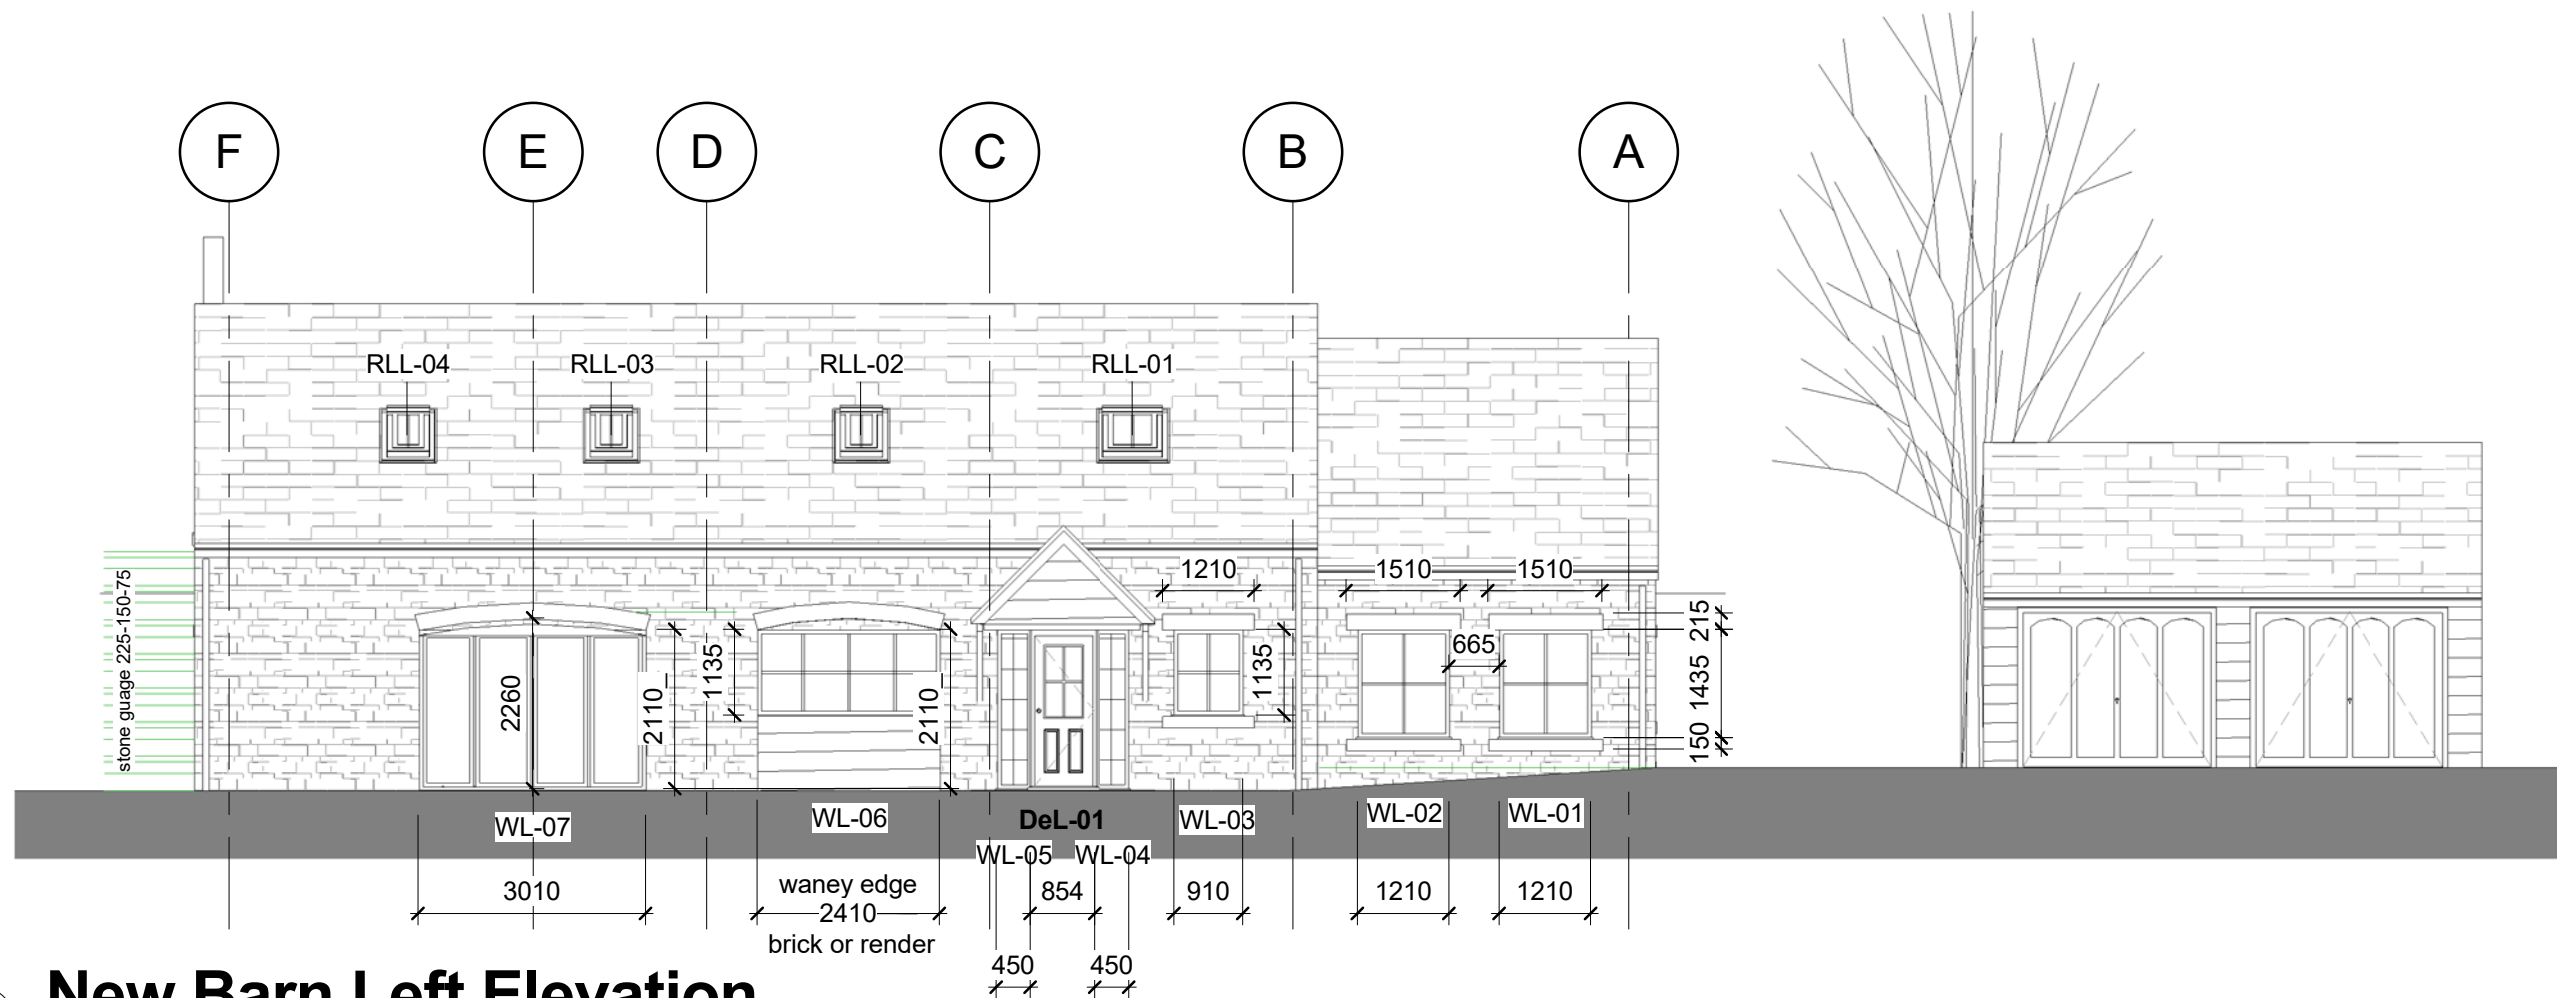 F E D C B A
RLL-04 RLL-03 RLL-02 RLL-01
1210 1510 1510
stone guage 225-150-75
2260
2110
1135
2110
1135
665
215
1435
150
WL-07 WL-06 DeL-01 WL-03 WL-02 WL-01
WL-05 WL-04
3010 waney edge 854 910 1210 1210
2410
brick or render
450 450
New Barn Left Elevation